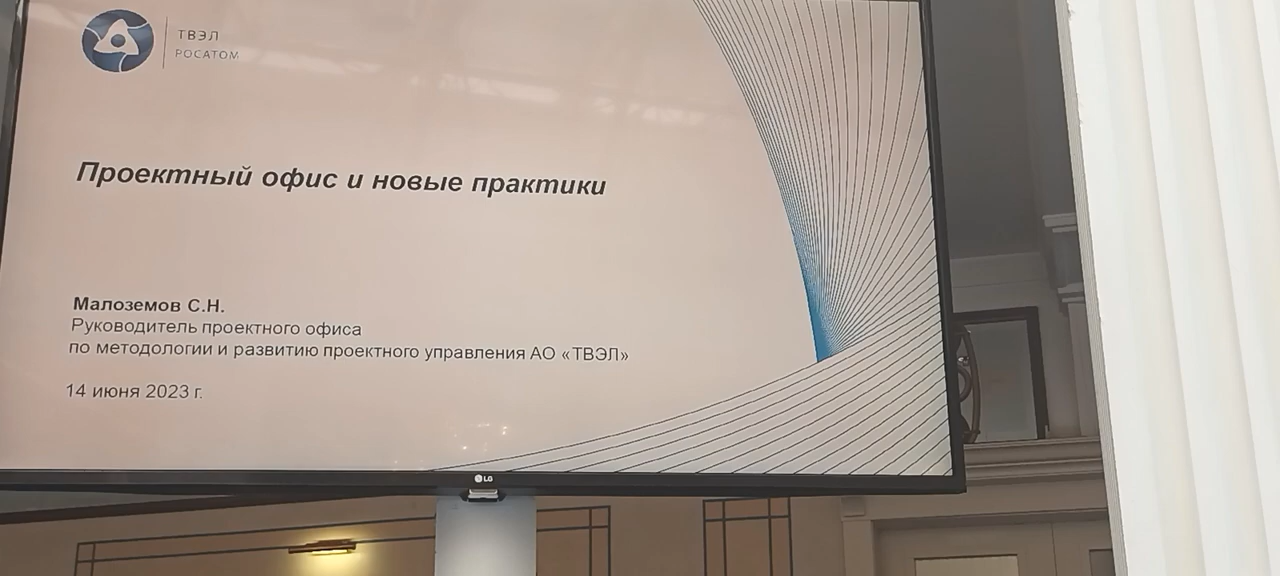 ТВЭЛ
РОСАТОМ
Проектный офис и новые практики
Малоземов С.Н.
Руководитель проектного офиса
по методологии и развитию проектного управления АО «ТВЭЛ»
14 июня 2023 г.
LG